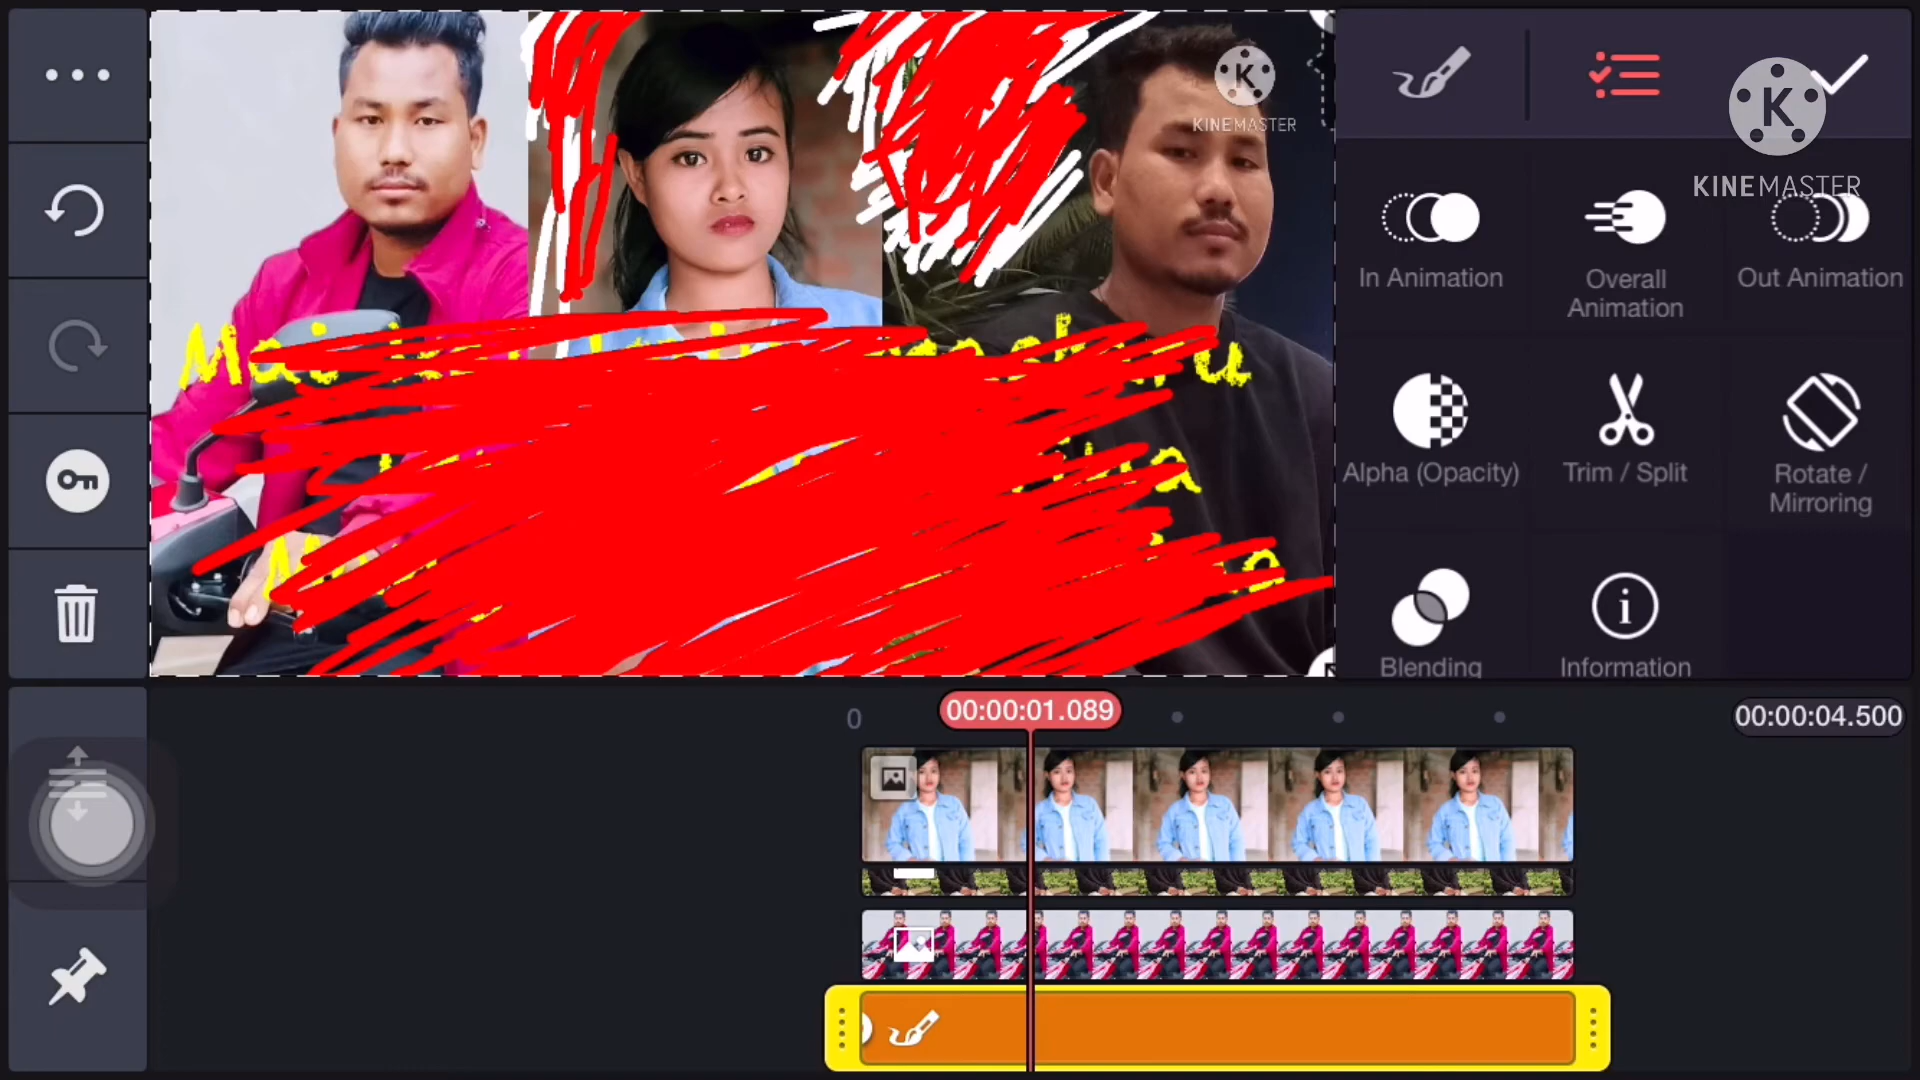 KINEMASTER
KINEMASTER
In Animation
Overall
Animation
Out Animation
Alpha (Opacity)
Trim / Split
Rotate /
Mirroring
Blending
Information
0
00:00:01.089
00:00:04.500